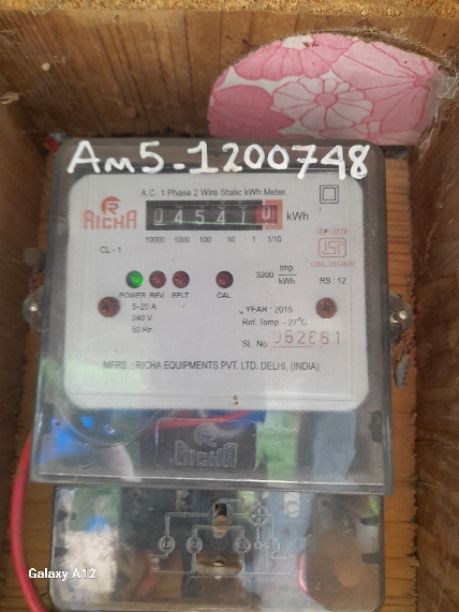 Am5-1200748
A.C. 1 Phase 2 Wire Static kWh Meter.
RICHA
04541 0 kWh
10000 1000 100 10 - 1 1/10
CL - 1
3200 Imp/kWh
RS : 12
POWER REV. EFLT CAL
5-20 A
240 V.
50 Hz.
YEAR : 2015
Ref. Temp. - 27°C
SL. No. 062661
MFRS. : RICHA EQUIPMENTS PVT. LTD. DELHI, (INDIA)
RICHA
Galaxy A12